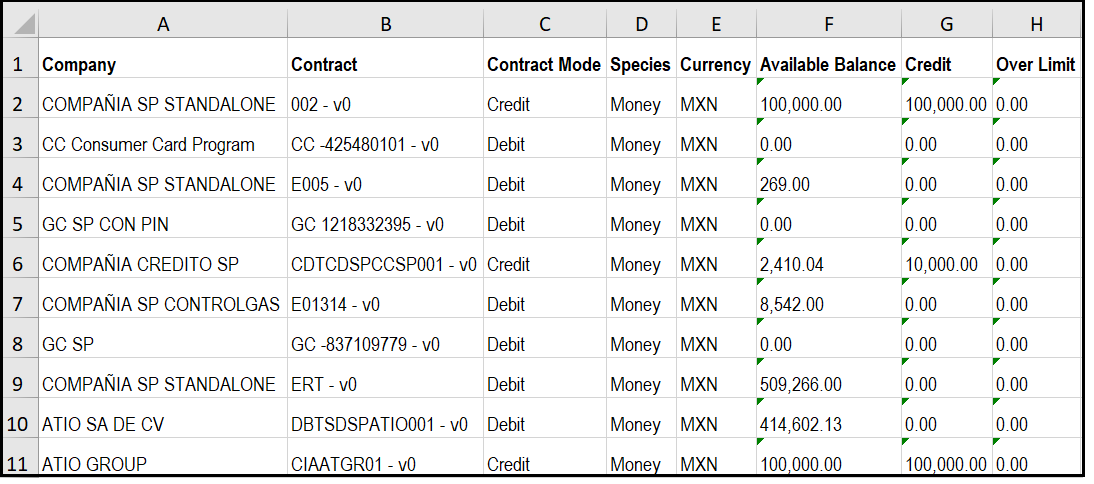 A B C D E F G H
1 Company Contract Contract Mode Species Currency Available Balance Credit Over Limit
2 COMPAÑIA SP STANDALONE 002 - v0 Credit Money MXN 100,000.00 100,000.00 0.00
3 CC Consumer Card Program CC -425480101 - v0 Debit Money MXN 0.00 0.00 0.00
4 COMPAÑIA SP STANDALONE E005 - v0 Debit Money MXN 269.00 0.00 0.00
5 GC SP CON PIN GC 1218332395 - v0 Debit Money MXN 0.00 0.00 0.00
6 COMPAÑIA CREDITO SP CDTCDSPCCSP001 - v0 Credit Money MXN 2,410.04 10,000.00 0.00
7 COMPAÑIA SP CONTROLGAS E01314 - v0 Debit Money MXN 8,542.00 0.00 0.00
8 GC SP GC -837109779 - v0 Debit Money MXN 0.00 0.00 0.00
9 COMPAÑIA SP STANDALONE ERT - v0 Debit Money MXN 509,266.00 0.00 0.00
10 ATIO SA DE CV DBTSDSPATIO001 - v0 Debit Money MXN 414,602.13 0.00 0.00
11 ATIO GROUP CIAATGR01 - v0 Credit Money MXN 100,000.00 100,000.00 0.00